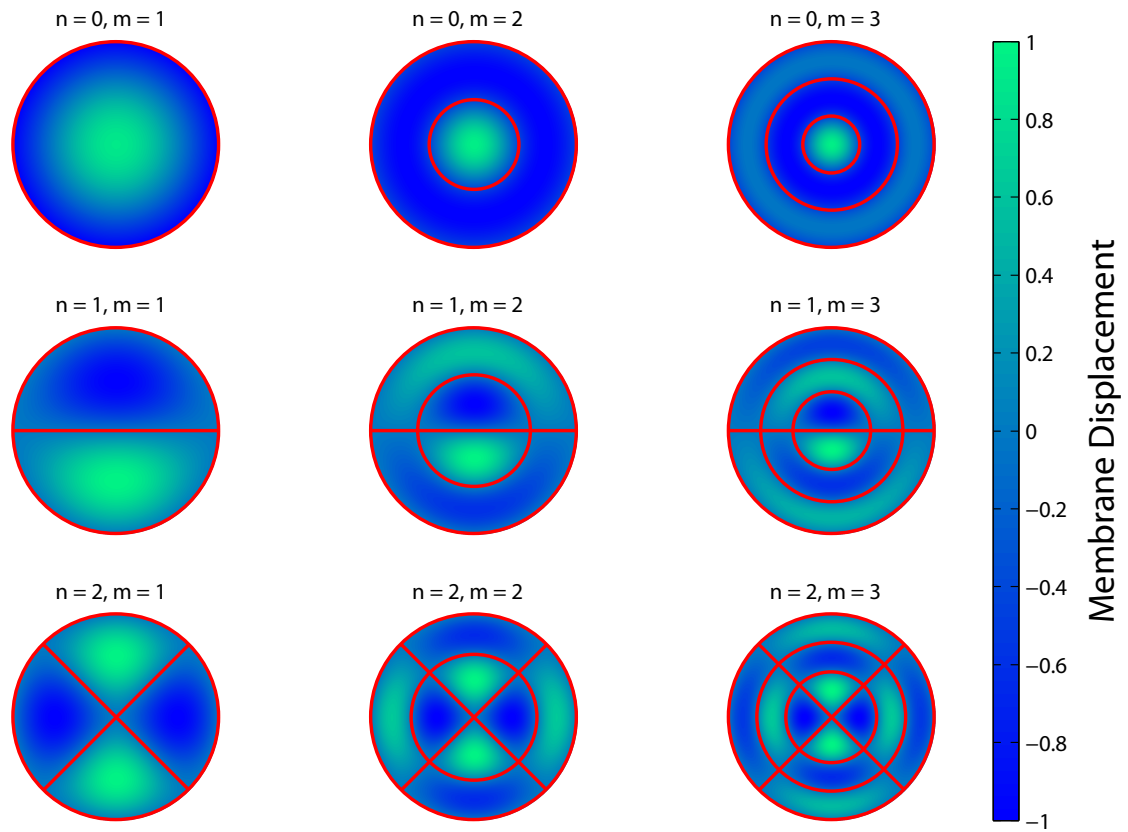 n = 0, m = 1
n = 0, m = 2
n = 0, m = 3
n = 1, m = 1
n = 1, m = 2
n = 1, m = 3
n = 2, m = 1
n = 2, m = 2
n = 2, m = 3
1
0.8
0.6
0.4
0.2
0
−0.2
−0.4
−0.6
−0.8
−1
Membrane Displacement